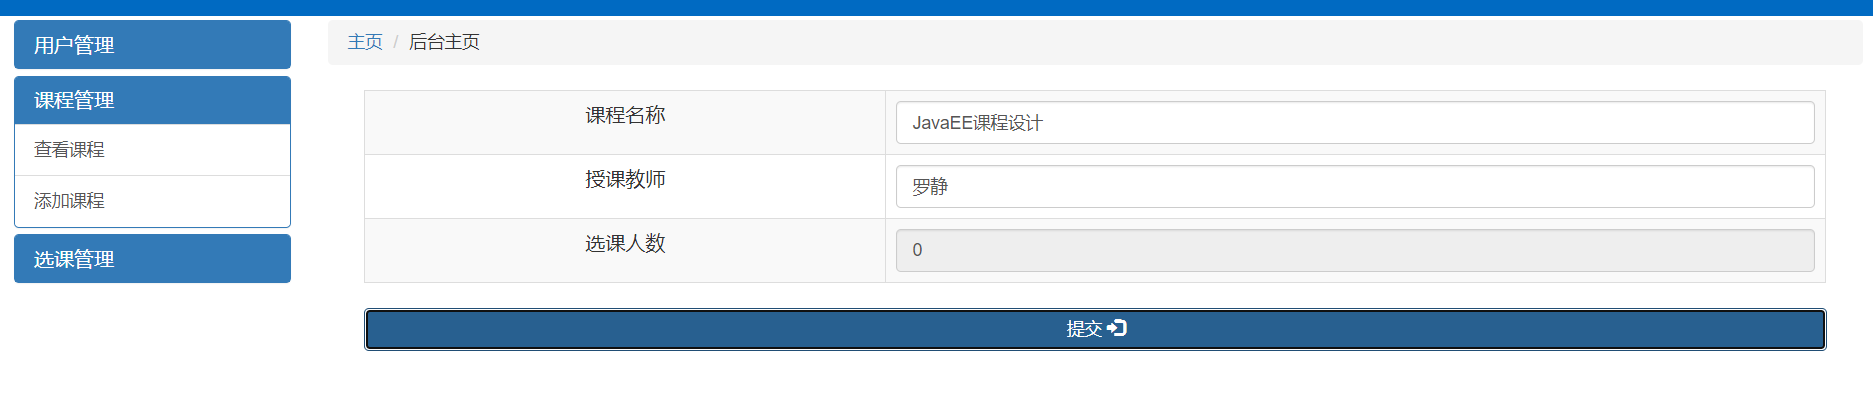 用户管理
课程管理
查看课程
添加课程
选课管理
主页 / 后台主页
课程名称 JavaEE课程设计
授课教师 罗静
选课人数 0
提交